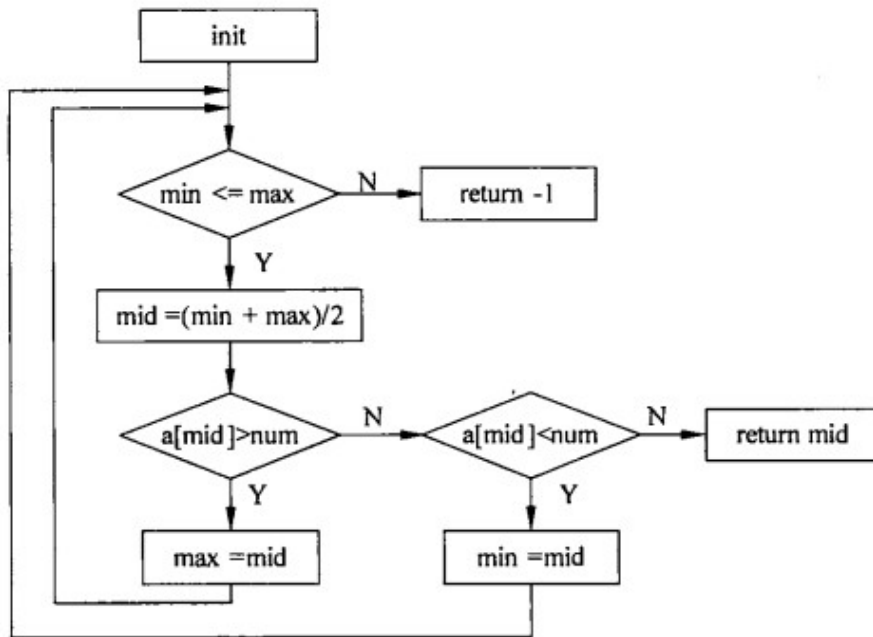 init
min <= max
N
return -1
Y
mid =(min + max)/2
a[mid]>num
N
a[mid]<num
N
return mid
Y
Y
max =mid
min =mid